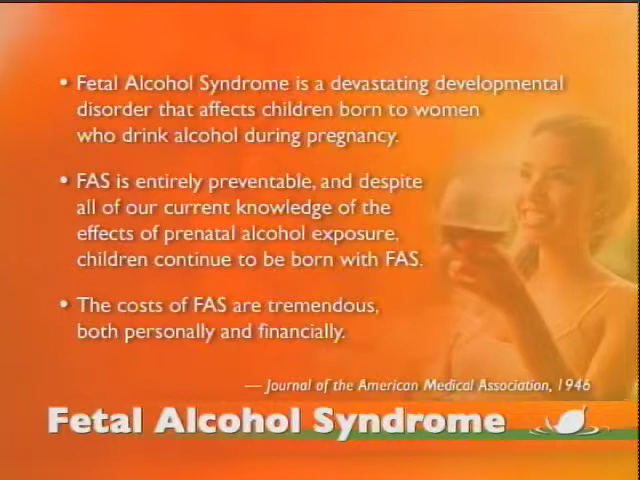 • Fetal Alcohol Syndrome is a devastating developmental
disorder that affects children born to women
who drink alcohol during pregnancy.
• FAS is entirely preventable, and despite
all of our current knowledge of the
effects of prenatal alcohol exposure,
children continue to be born with FAS.
• The costs of FAS are tremendous,
both personally and financially.
— Journal of the American Medical Association, 1946
Fetal Alcohol Syndrome